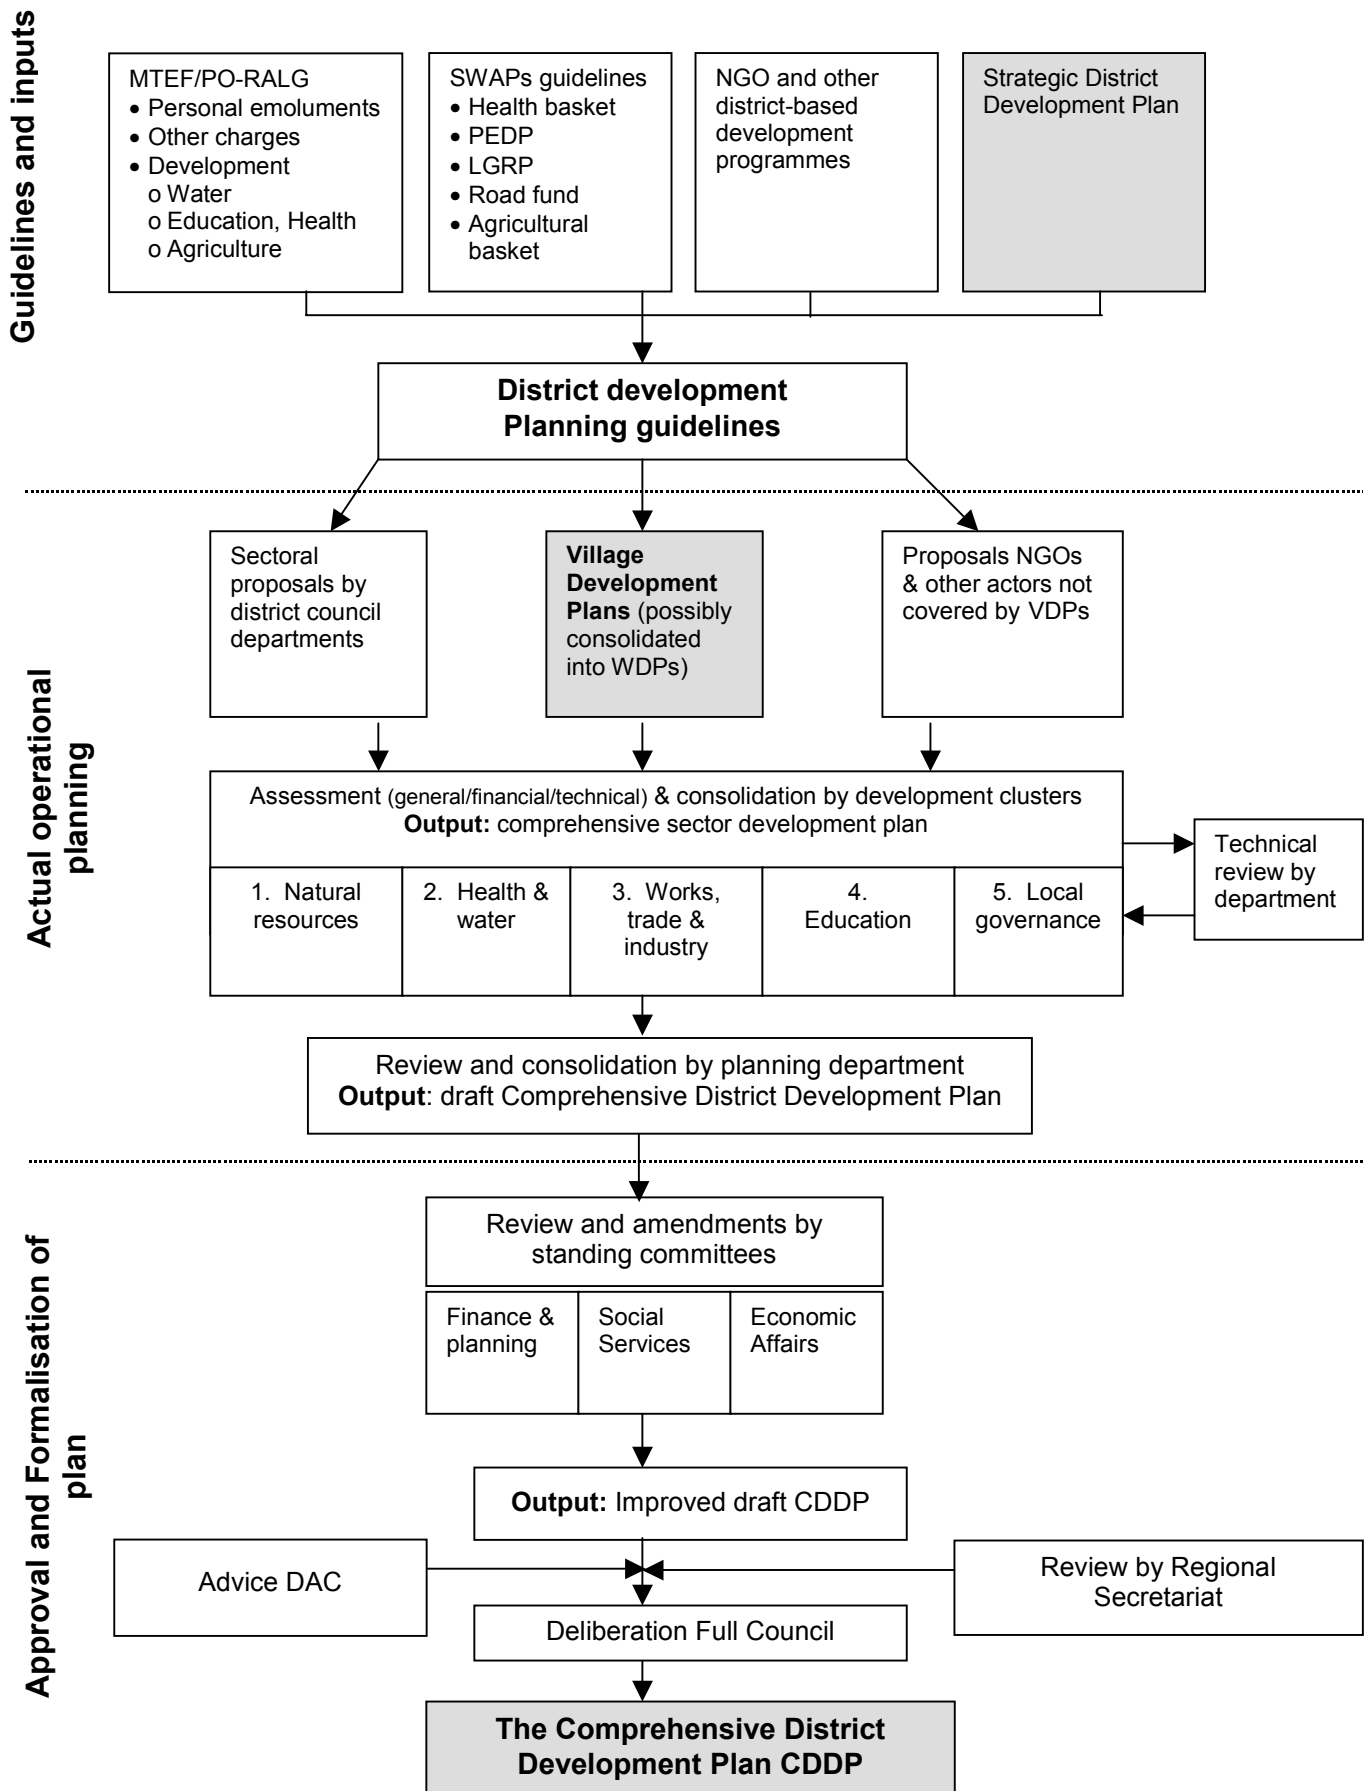 Guidelines and inputs
MTEF/PO-RALG
• Personal emoluments
• Other charges
• Development
o Water
o Education, Health
o Agriculture
SWAPs guidelines
• Health basket
• PEDP
• LGRP
• Road fund
• Agricultural
basket
NGO and other
district-based
development
programmes
Strategic District
Development Plan
District development
Planning guidelines
Actual operational
planning
Sectoral
proposals by
district council
departments
Village
Development
Plans (possibly
consolidated
into WDPs)
Proposals NGOs
& other actors not
covered by VDPs
Assessment (general/financial/technical) & consolidation by development clusters
Output: comprehensive sector development plan
1. Natural
resources
2. Health &
water
3. Works,
trade &
industry
4.
Education
5. Local
governance
Technical
review by
department
Review and consolidation by planning department
Output: draft Comprehensive District Development Plan
Approval and Formalisation of
plan
Review and amendments by
standing committees
Finance &
planning
Social
Services
Economic
Affairs
Output: Improved draft CDDP
Advice DAC
Review by Regional
Secretariat
Deliberation Full Council
The Comprehensive District
Development Plan CDDP